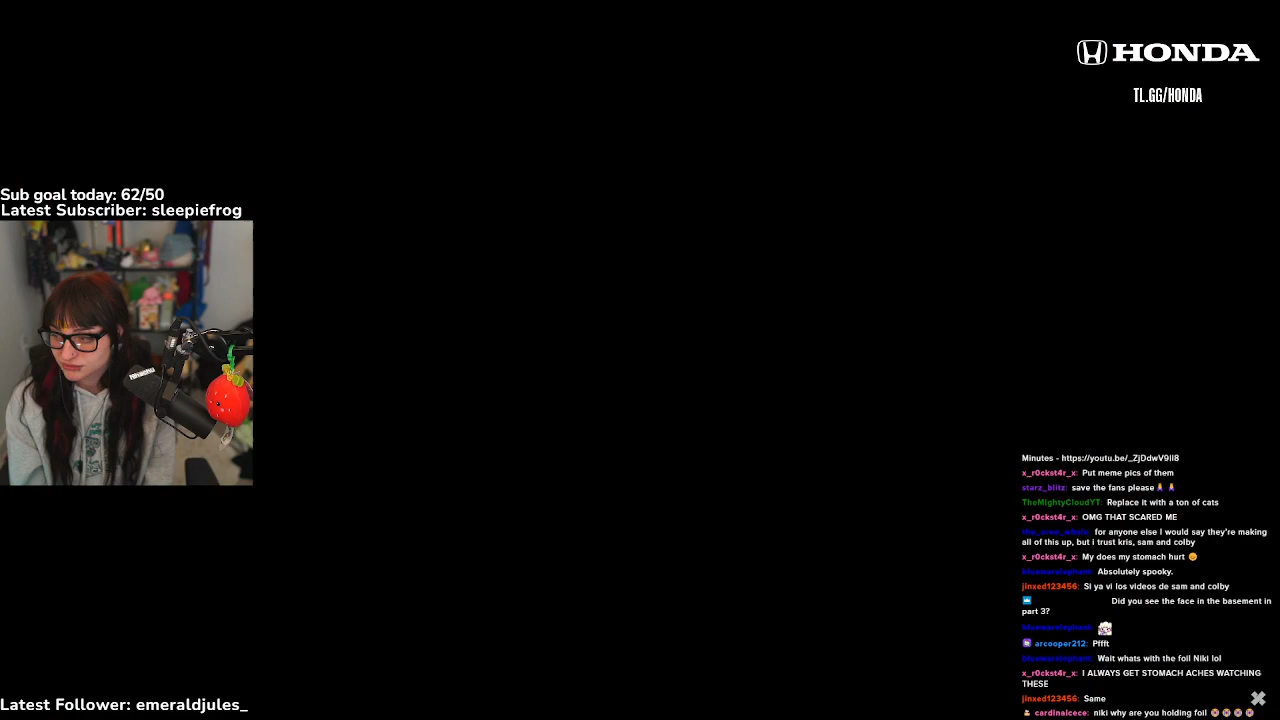 HONDA
TL.GG/HONDA
Sub goal today: 62/50
Latest Subscriber: sleepiefrog
Minutes - https://youtu.be/_ZjDdwV9Il8
x_r0ckst4r_x: Put meme pics of them
starz_blitz: save the fans please
TheMightyCloudYT: Replace it with a ton of cats
x_r0ckst4r_x: OMG THAT SCARED ME
for anyone else I would say they're making
all of this up, but i trust kris, sam and colby
x_r0ckst4r_x: My does my stomach hurt
Absolutely spooky.
jinxed123456: Si ya vi los videos de sam and colby
Did you see the face in the basement in
part 3?
arcooper212: Pffft
Wait whats with the foil Niki lol
x_r0ckst4r_x: I ALWAYS GET STOMACH ACHES WATCHING
THESE
jinxed123456: Same
cardinalcece: niki why are you holding foil
Latest Follower: emeraldjules_